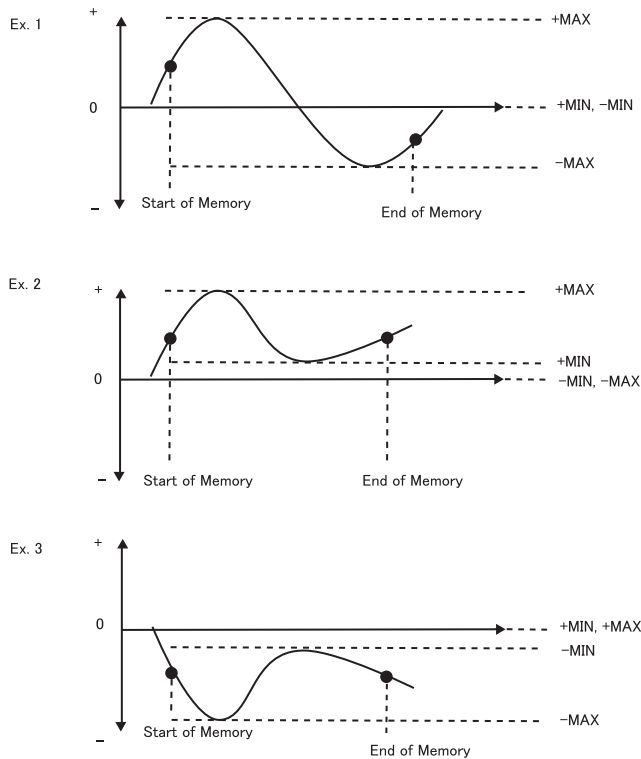 Ex. 1
+
+MAX
0
+MIN, −MIN
−MAX
−
Start of Memory
End of Memory
Ex. 2
+
+MAX
+MIN
0
−MIN, −MAX
−
Start of Memory
End of Memory
Ex. 3
+
0
+MIN, +MAX
−MIN
−MAX
−
Start of Memory
End of Memory